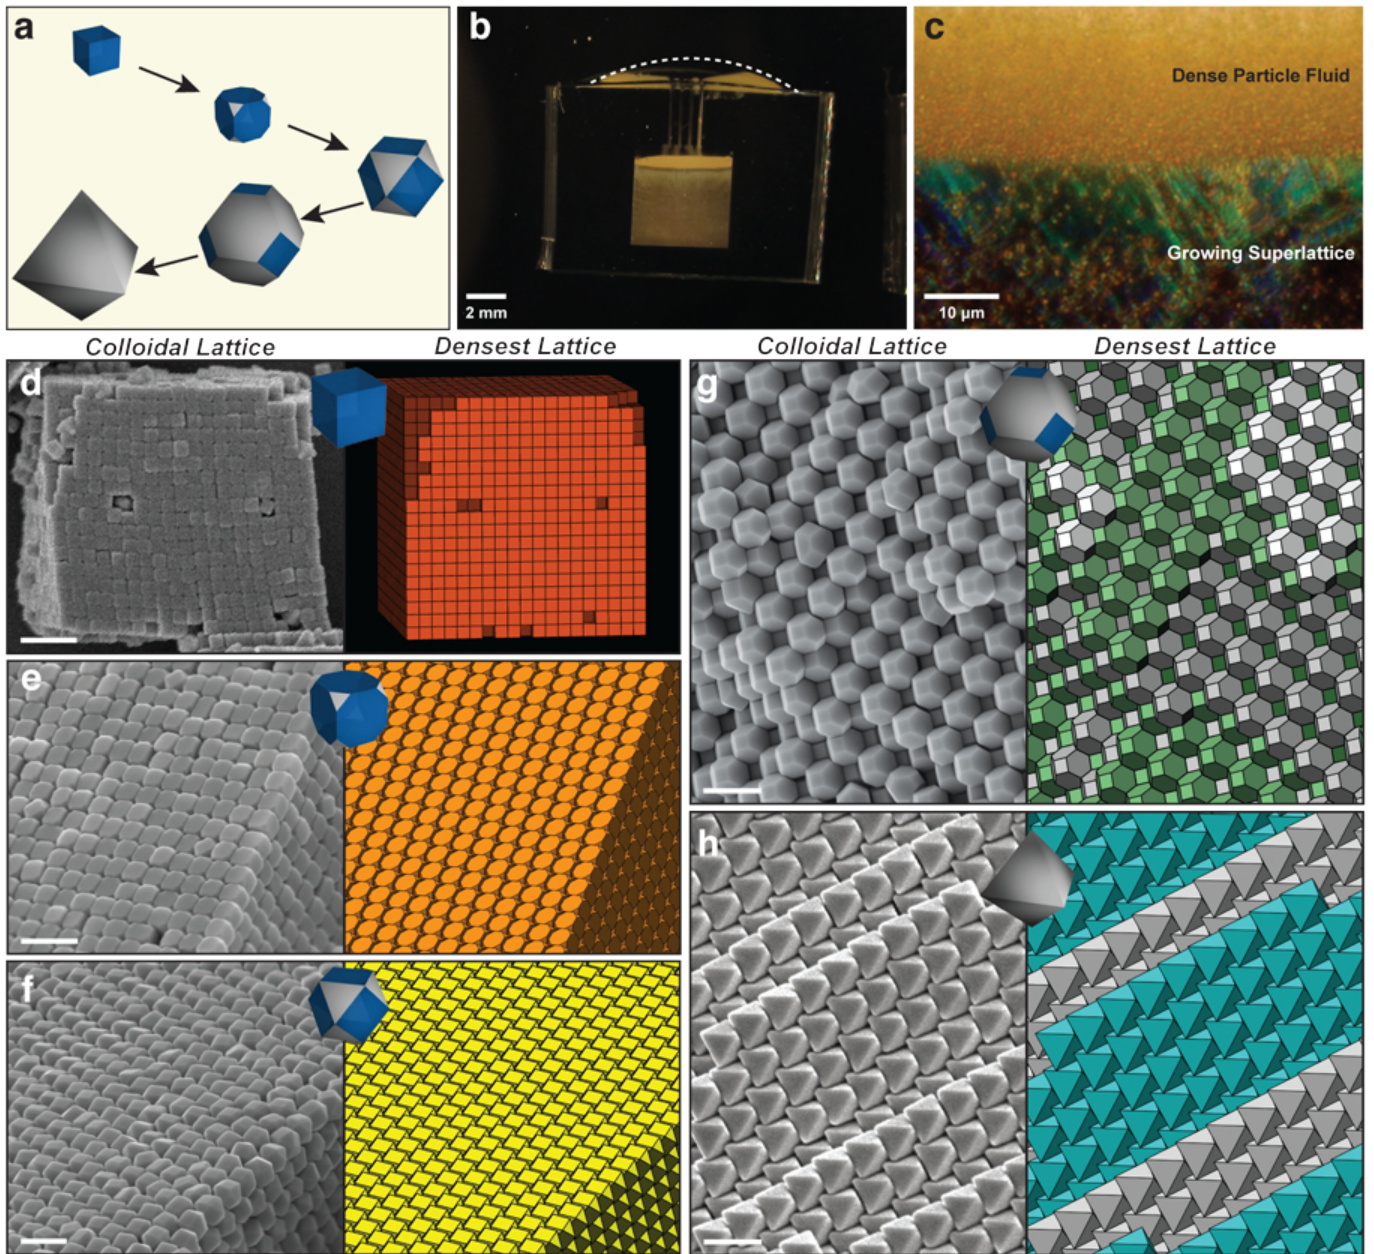 a
b
2 mm
c
Dense Particle Fluid
Growing Superlattice
10 µm
Colloidal Lattice
Densest Lattice
Colloidal Lattice
Densest Lattice
d
e
f
g
h